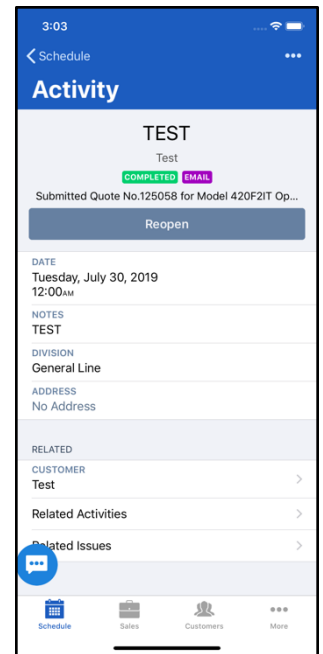 3:03
Schedule
Activity
TEST
Test
COMPLETED EMAIL
Submitted Quote No.125058 for Model 420F2IT Op...
Reopen
DATE
Tuesday, July 30, 2019
12:00AM
NOTES
TEST
DIVISION
General Line
ADDRESS
No Address
RELATED
CUSTOMER
Test
Related Activities
Related Issues
Schedule Sales Customers More